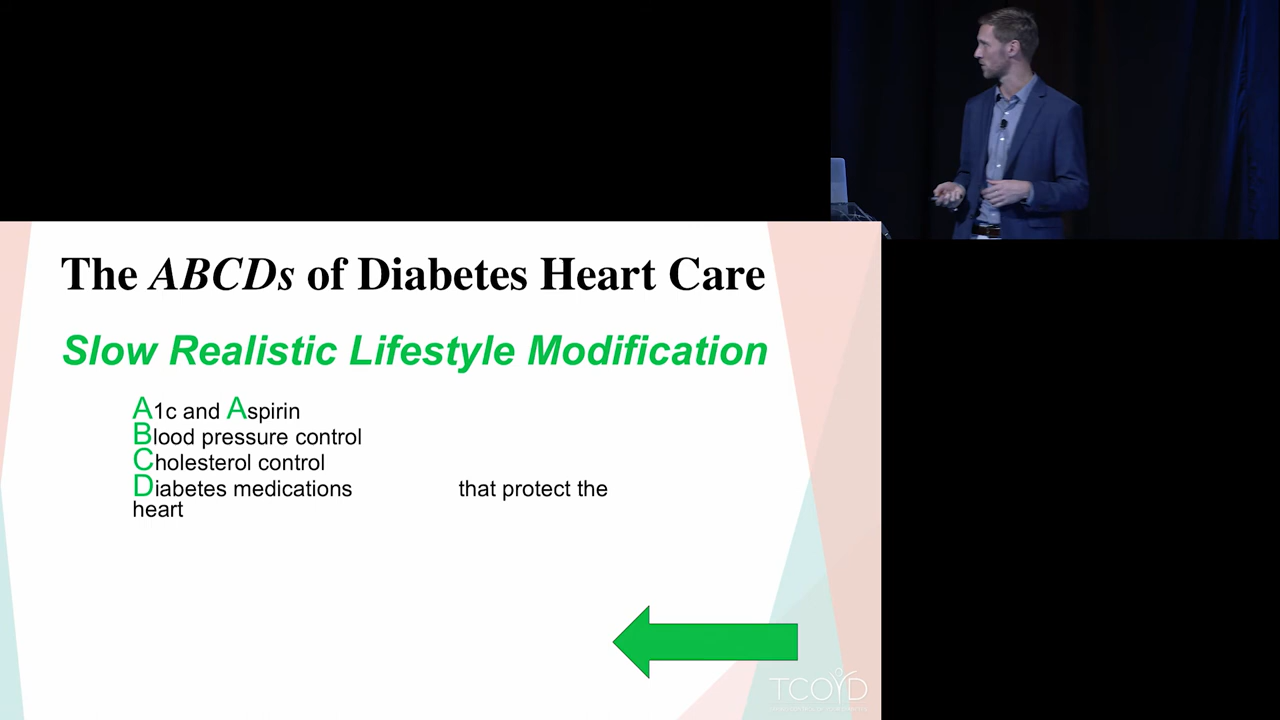 The ABCDs of Diabetes Heart Care
Slow Realistic Lifestyle Modification
A1c and Aspirin
Blood pressure control
Cholesterol control
Diabetes medications that protect the
heart
TCOYD